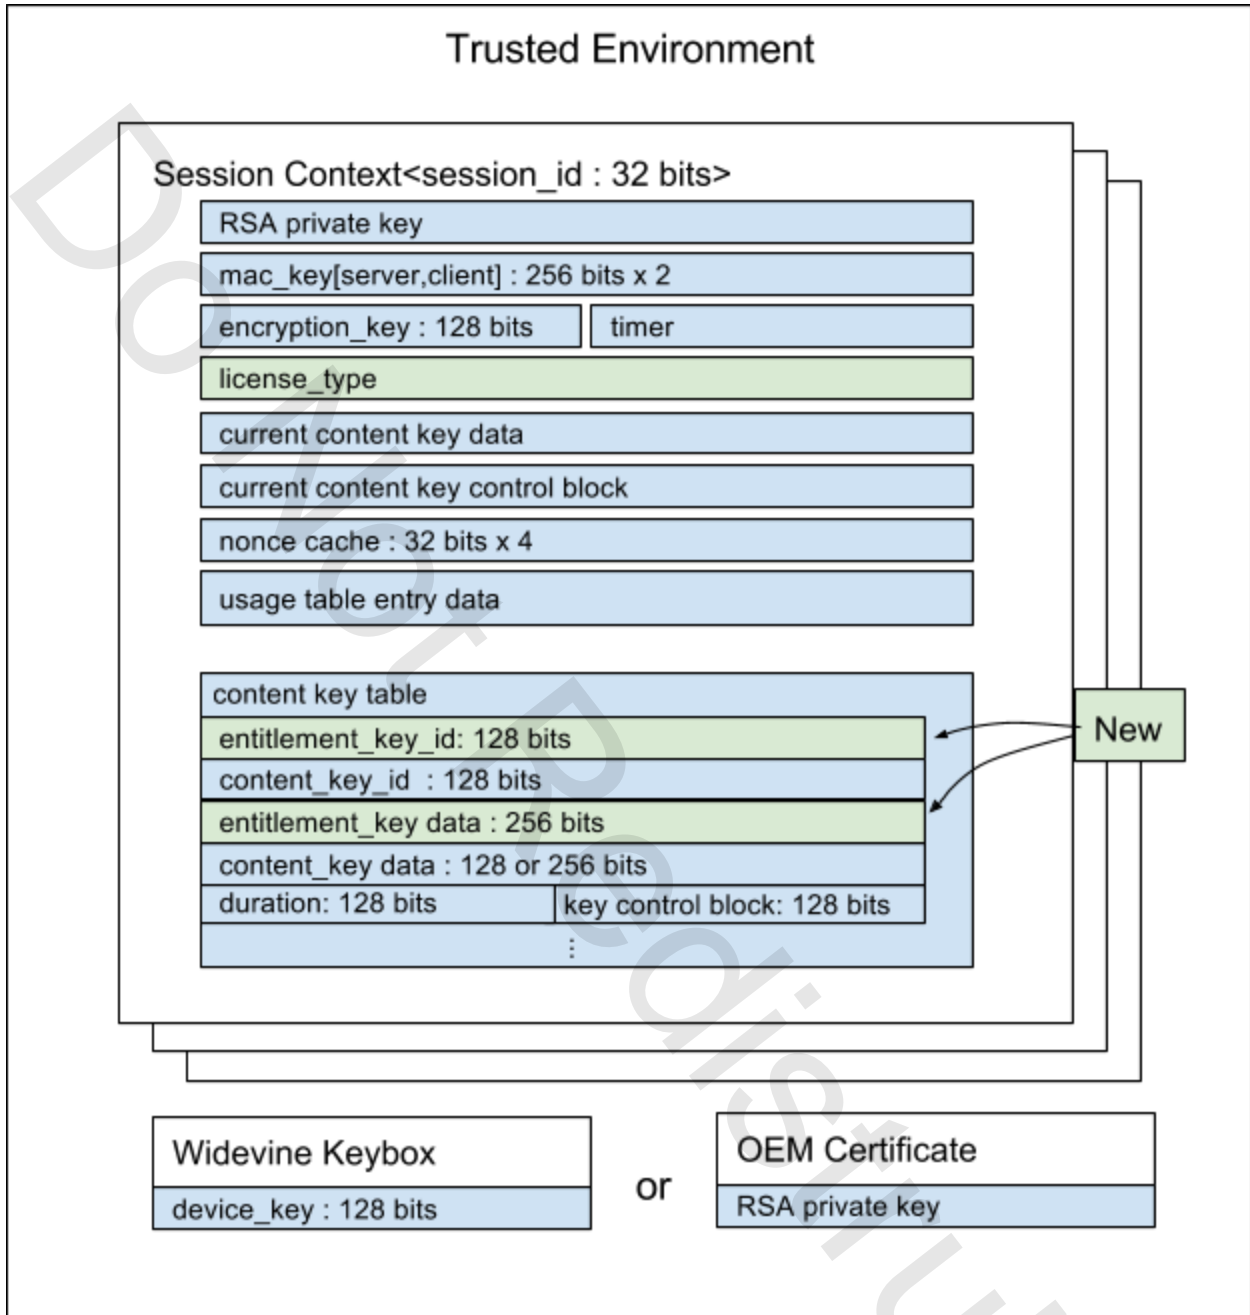 Trusted Environment
Session Context<session_id : 32 bits>
RSA private key
mac_key[server,client] : 256 bits x 2
encryption_key : 128 bits
timer
license_type
current content key data
current content key control block
nonce cache : 32 bits x 4
usage table entry data
content key table
entitlement_key_id: 128 bits
content_key_id : 128 bits
entitlement_key data : 256 bits
content_key data : 128 or 256 bits
duration: 128 bits
key control block: 128 bits
⋮
New
Widevine Keybox
device_key : 128 bits
or
OEM Certificate
RSA private key
Do Not Redistribu